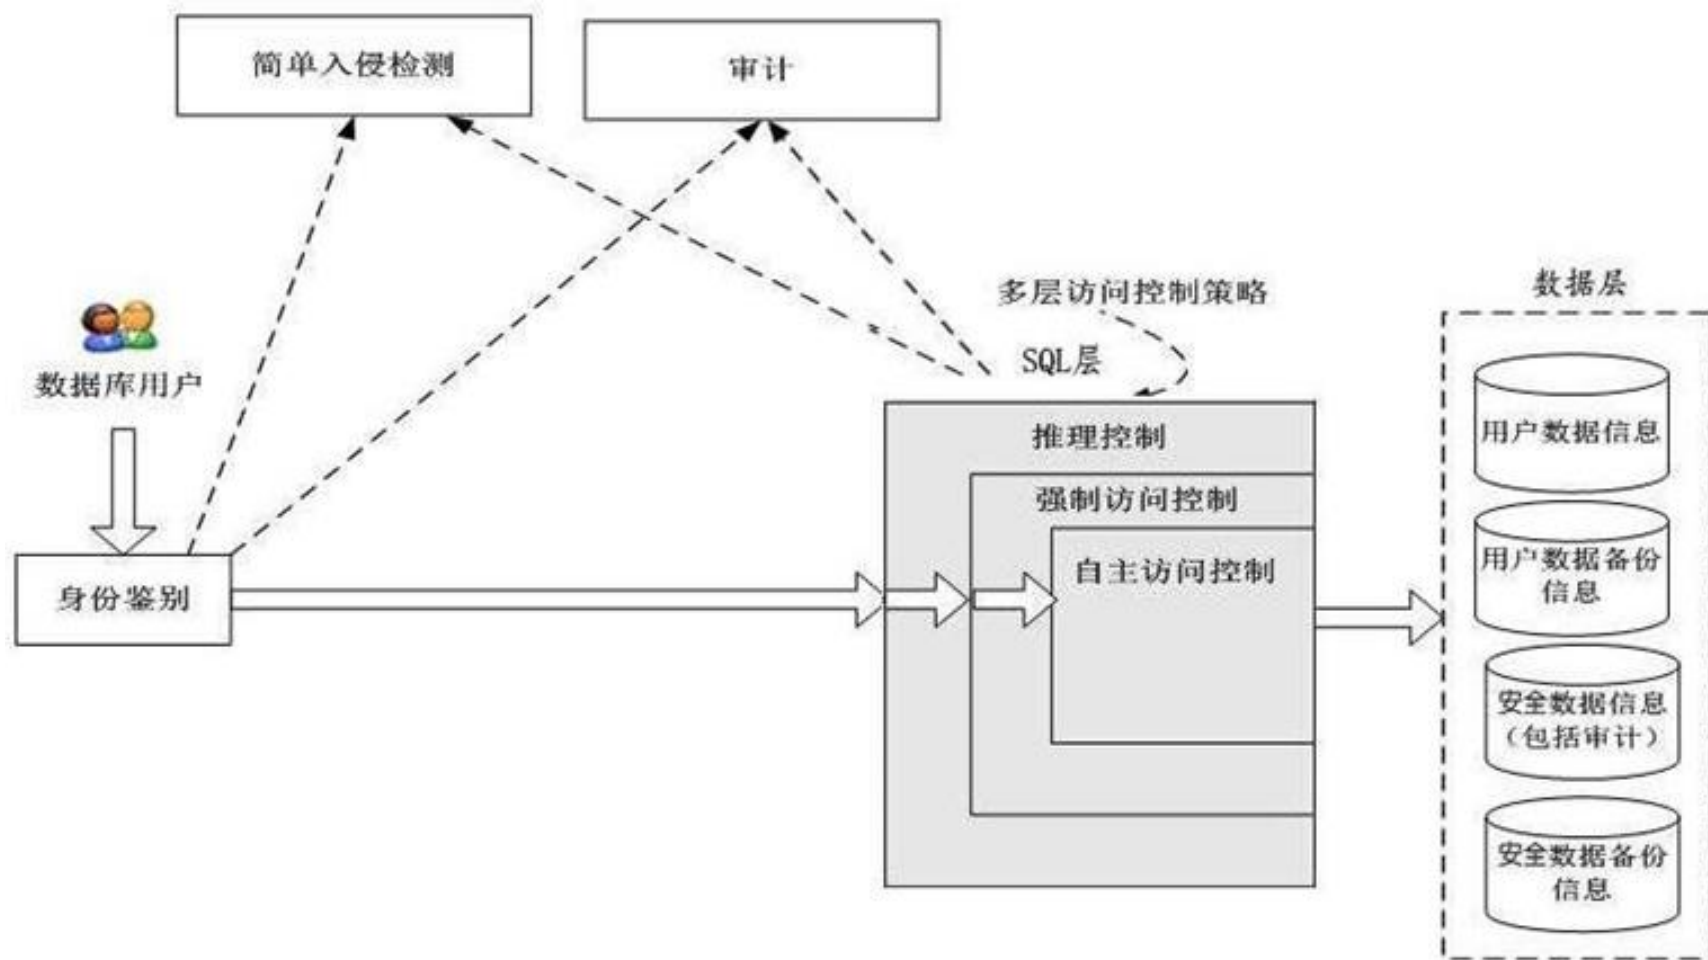 简单入侵检测
审计
多层访问控制策略
数据层
SQL层
数据库用户
推理控制
用户数据信息
强制访问控制
自主访问控制
用户数据备份
信息
身份鉴别
安全数据信息
（包括审计）
安全数据备份
信息